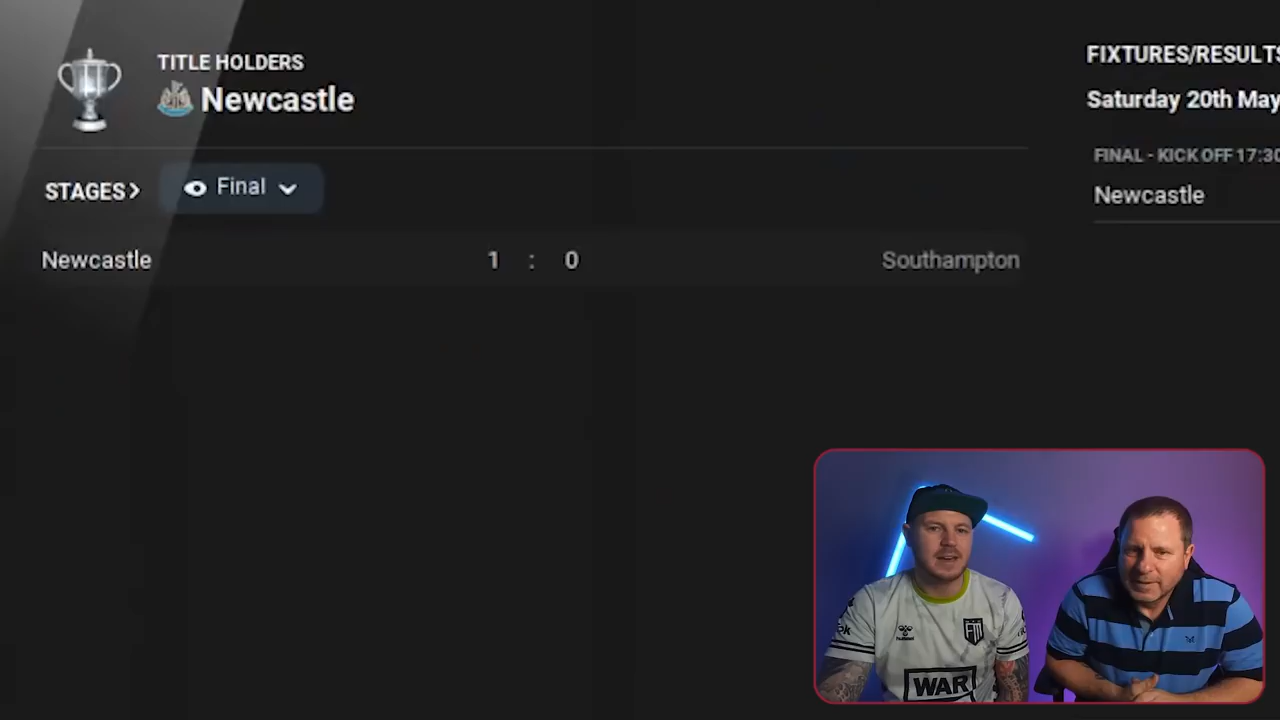 TITLE HOLDERS
Newcastle
STAGES
Final
Newcastle 1 : 0 Southampton
FIXTURES/RESULTS
Saturday 20th May
FINAL - KICK OFF 17:30
Newcastle
hummel
FM
WAR